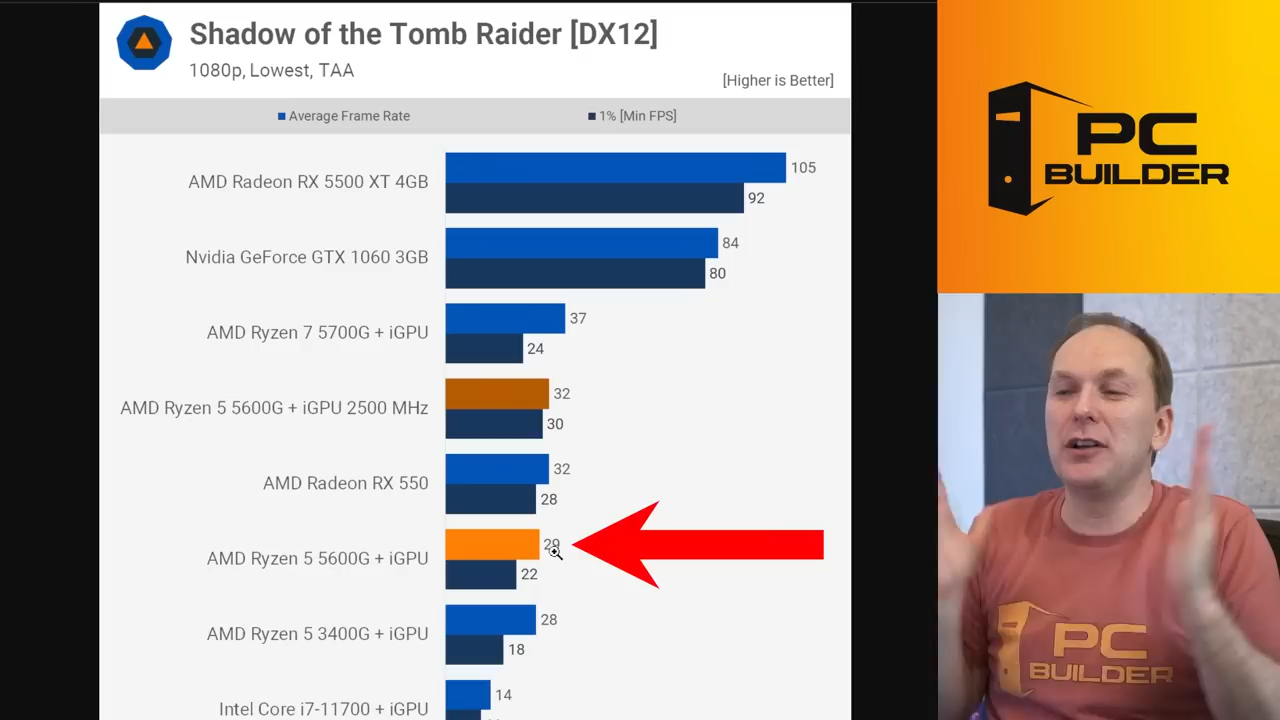 Shadow of the Tomb Raider [DX12]
1080p, Lowest, TAA
[Higher is Better]
Average Frame Rate
1% [Min FPS]
AMD Radeon RX 5500 XT 4GB
105
92
Nvidia GeForce GTX 1060 3GB
84
80
AMD Ryzen 7 5700G + iGPU
37
24
AMD Ryzen 5 5600G + iGPU 2500 MHz
32
30
AMD Radeon RX 550
32
28
AMD Ryzen 5 5600G + iGPU
29
22
AMD Ryzen 5 3400G + iGPU
28
18
Intel Core i7-11700 + iGPU
14
PC
BUILDER
PC
BUILDER